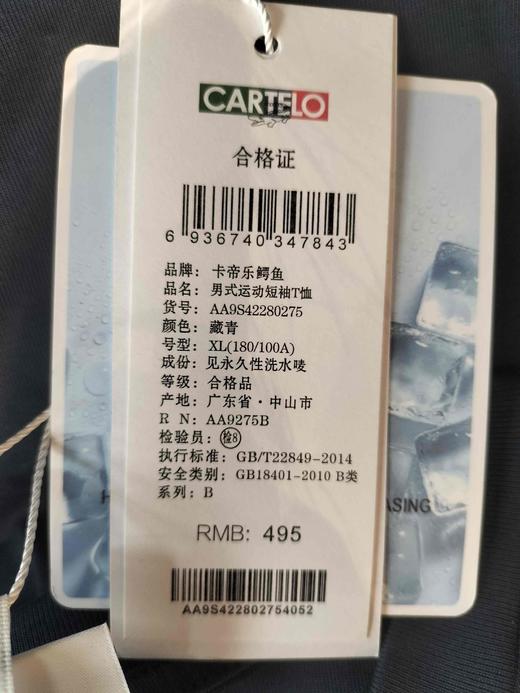 CARTELO
合格证
6 936740 347843
品牌: 卡帝乐鳄鱼
品名: 男式运动短袖T恤
货号: AA9S42280275
颜色: 藏青
号型: XL(180/100A)
成份: 见永久性洗水唛
等级: 合格品
产地: 广东省·中山市
R N: AA9275B
检验员: 检8
执行标准: GB/T22849-2014
安全类别: GB18401-2010 B类
系列: B
ASING
RMB: 495
AA9S422802754052